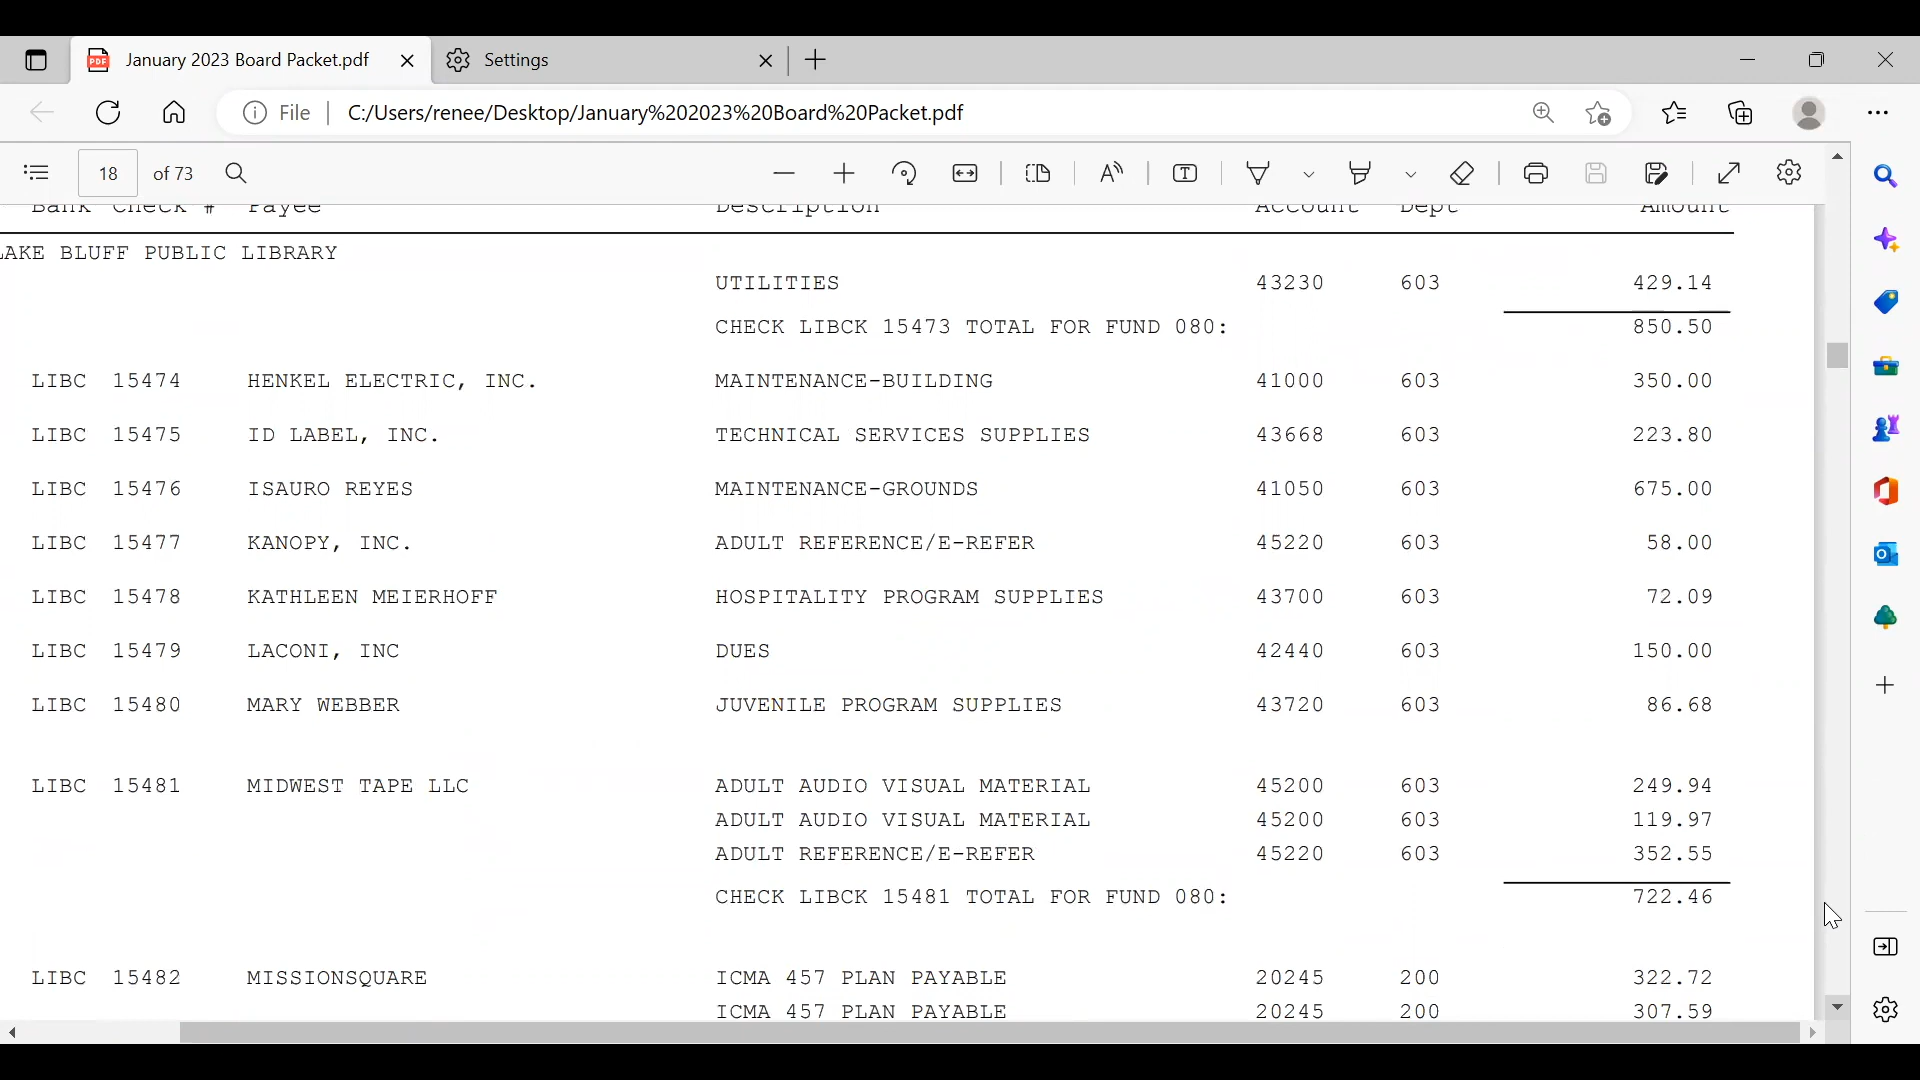 January 2023 Board Packet.pdf Settings
File C:/Users/renee/Desktop/January%202023%20Board%20Packet.pdf
18 of 73
Bank Check # Payee Description Account Dept Amount
LAKE BLUFF PUBLIC LIBRARY
UTILITIES 43230 603 429.14
CHECK LIBCK 15473 TOTAL FOR FUND 080: 850.50
LIBC 15474 HENKEL ELECTRIC, INC. MAINTENANCE-BUILDING 41000 603 350.00
LIBC 15475 ID LABEL, INC. TECHNICAL SERVICES SUPPLIES 43668 603 223.80
LIBC 15476 ISAURO REYES MAINTENANCE-GROUNDS 41050 603 675.00
LIBC 15477 KANOPY, INC. ADULT REFERENCE/E-REFER 45220 603 58.00
LIBC 15478 KATHLEEN MEIERHOFF HOSPITALITY PROGRAM SUPPLIES 43700 603 72.09
LIBC 15479 LACONI, INC DUES 42440 603 150.00
LIBC 15480 MARY WEBBER JUVENILE PROGRAM SUPPLIES 43720 603 86.68
LIBC 15481 MIDWEST TAPE LLC ADULT AUDIO VISUAL MATERIAL 45200 603 249.94
ADULT AUDIO VISUAL MATERIAL 45200 603 119.97
ADULT REFERENCE/E-REFER 45220 603 352.55
CHECK LIBCK 15481 TOTAL FOR FUND 080: 722.46
LIBC 15482 MISSIONSQUARE ICMA 457 PLAN PAYABLE 20245 200 322.72
ICMA 457 PLAN PAYABLE 20245 200 307.59